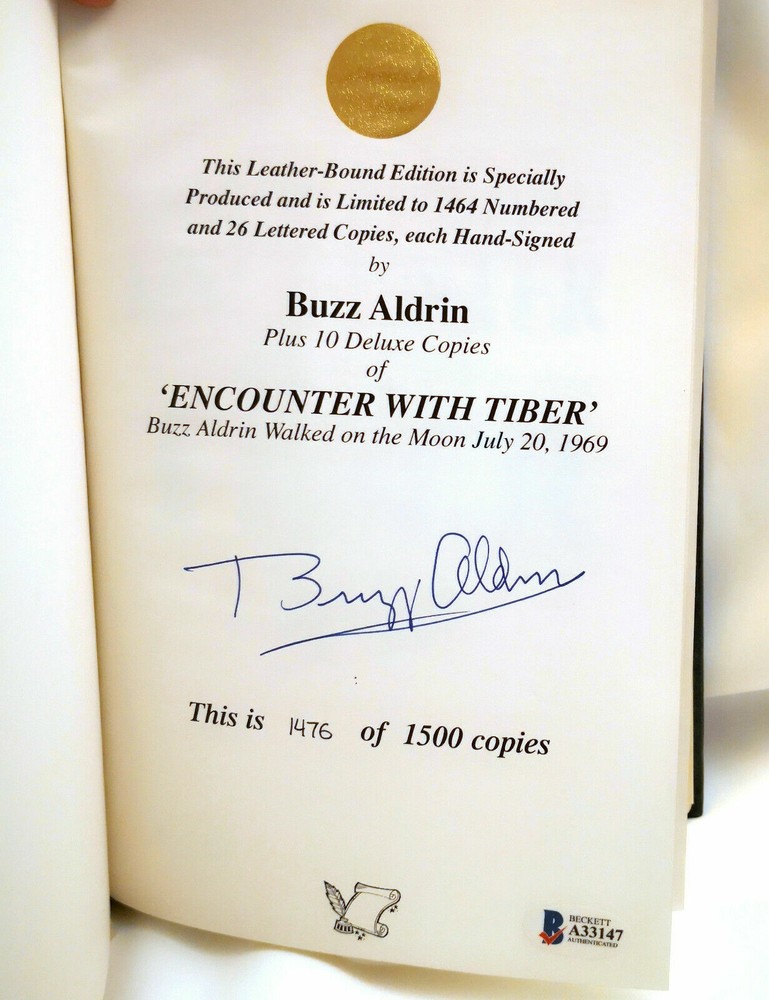 This Leather-Bound Edition is Specially
Produced and is Limited to 1464 Numbered
and 26 Lettered Copies, each Hand-Signed
by
Buzz Aldrin
Plus 10 Deluxe Copies
of
‘ENCOUNTER WITH TIBER’
Buzz Aldrin Walked on the Moon July 20, 1969
Buzz Aldrin
This is 1476 of 1500 copies
BECKETT
A33147
AUTHENTICATED